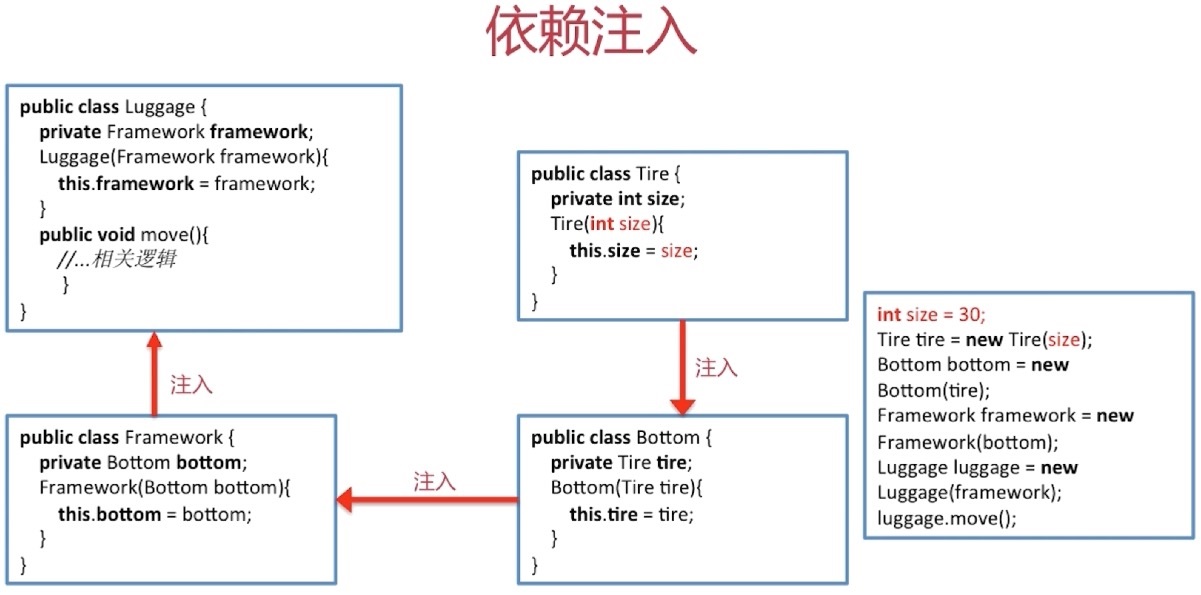 依赖注入
public class Luggage {
private Framework framework;
Luggage(Framework framework){
this.framework = framework;
}
public void move(){
//...相关逻辑
}
}
public class Tire {
private int size;
Tire(int size){
this.size = size;
}
}
int size = 30;
Tire tire = new Tire(size);
Bottom bottom = new
Bottom(tire);
Framework framework = new
Framework(bottom);
Luggage luggage = new
Luggage(framework);
luggage.move();
注入
注入
public class Framework {
private Bottom bottom;
Framework(Bottom bottom){
this.bottom = bottom;
}
}
注入
public class Bottom {
private Tire tire;
Bottom(Tire tire){
this.tire = tire;
}
}